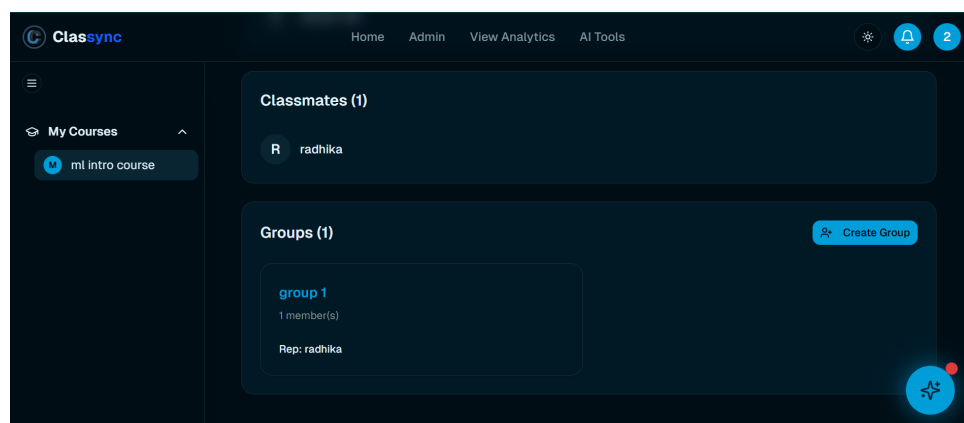 C Classync
Home Admin View Analytics AI Tools
2
My Courses
M ml intro course
Classmates (1)
R radhika
Groups (1)
Create Group
group 1
1 member(s)
Rep: radhika